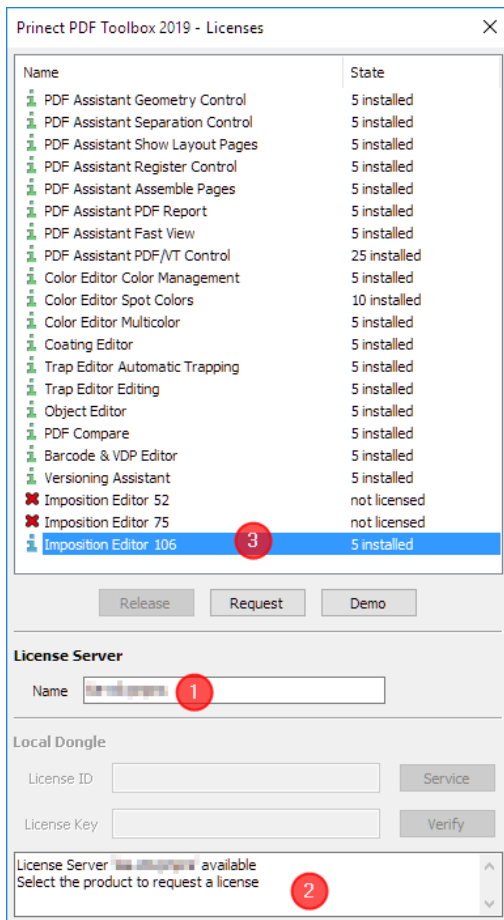 Prinect PDF Toolbox 2019 - Licenses
Name State
PDF Assistant Geometry Control 5 installed
PDF Assistant Separation Control 5 installed
PDF Assistant Show Layout Pages 5 installed
PDF Assistant Register Control 5 installed
PDF Assistant Assemble Pages 5 installed
PDF Assistant PDF Report 5 installed
PDF Assistant Fast View 5 installed
PDF Assistant PDF/VT Control 25 installed
Color Editor Color Management 5 installed
Color Editor Spot Colors 10 installed
Color Editor Multicolor 5 installed
Coating Editor 5 installed
Trap Editor Automatic Trapping 5 installed
Trap Editor Editing 5 installed
Object Editor 5 installed
PDF Compare 5 installed
Barcode & VDP Editor 5 installed
Versioning Assistant 5 installed
Imposition Editor 52 not licensed
Imposition Editor 75 not licensed
Imposition Editor 106 3 5 installed
Release Request Demo
License Server
Name 1
Local Dongle
License ID Service
License Key Verify
License Server available
Select the product to request a license
2